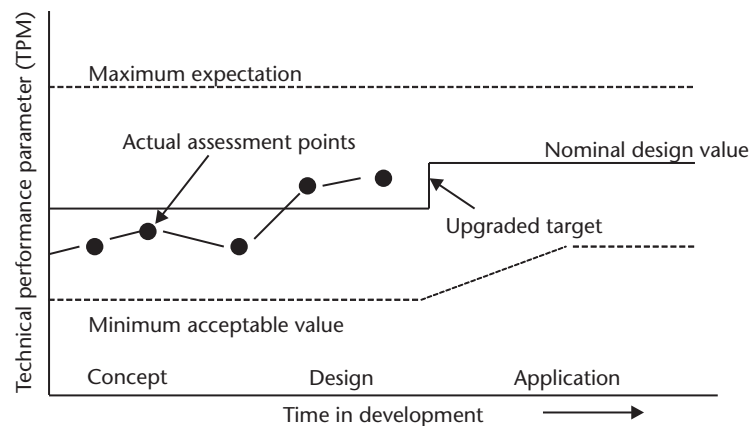 Technical performance parameter (TPM)
Maximum expectation
Actual assessment points
Nominal design value
Upgraded target
Minimum acceptable value
Concept
Design
Application
Time in development